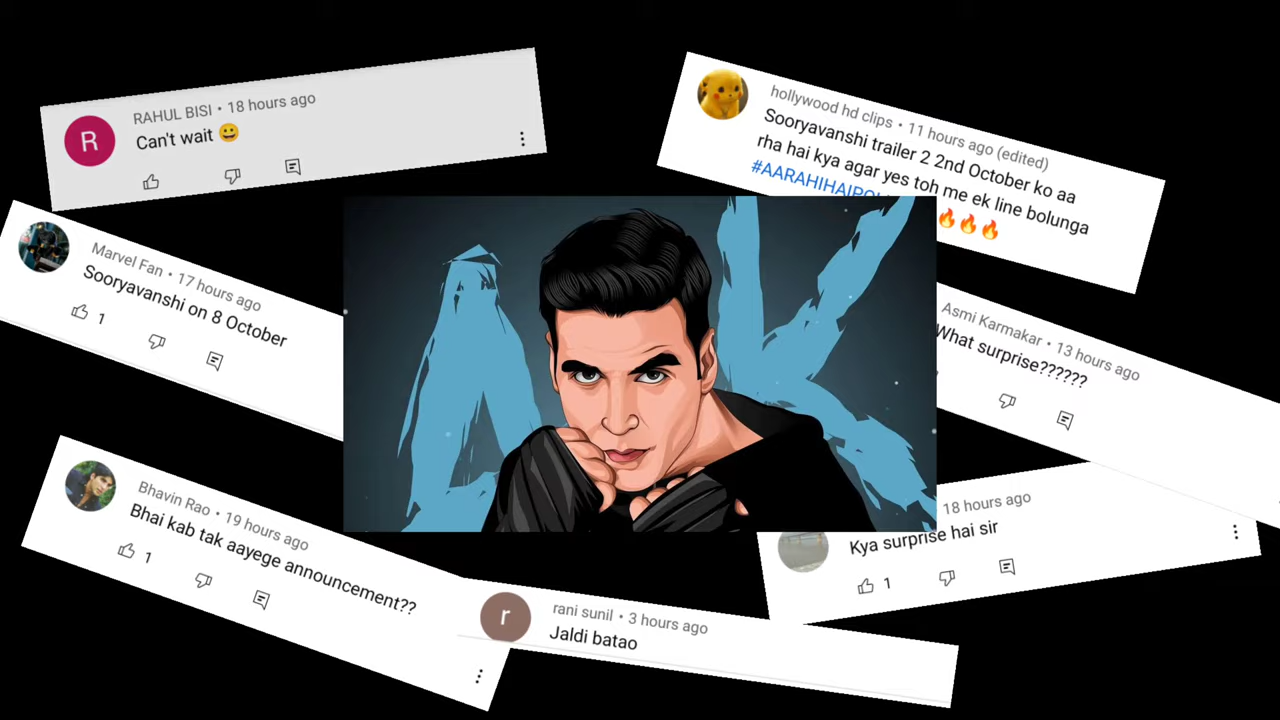 R
RAHUL BISI • 18 hours ago
Can't wait 😀
hollywood hd clips • 11 hours ago (edited)
Sooryavanshi trailer 2 2nd October ko aa
rha hai kya agar yes toh me ek line bolunga
🔥🔥🔥
Marvel Fan • 17 hours ago
Sooryavanshi on 8 October
1
AK
Asmi Karmakar • 13 hours ago
What surprise??????
Bhavin Rao • 19 hours ago
Bhai kab tak aayege announcement??
1
18 hours ago
Kya surprise hai sir
1
r
rani sunil • 3 hours ago
Jaldi batao